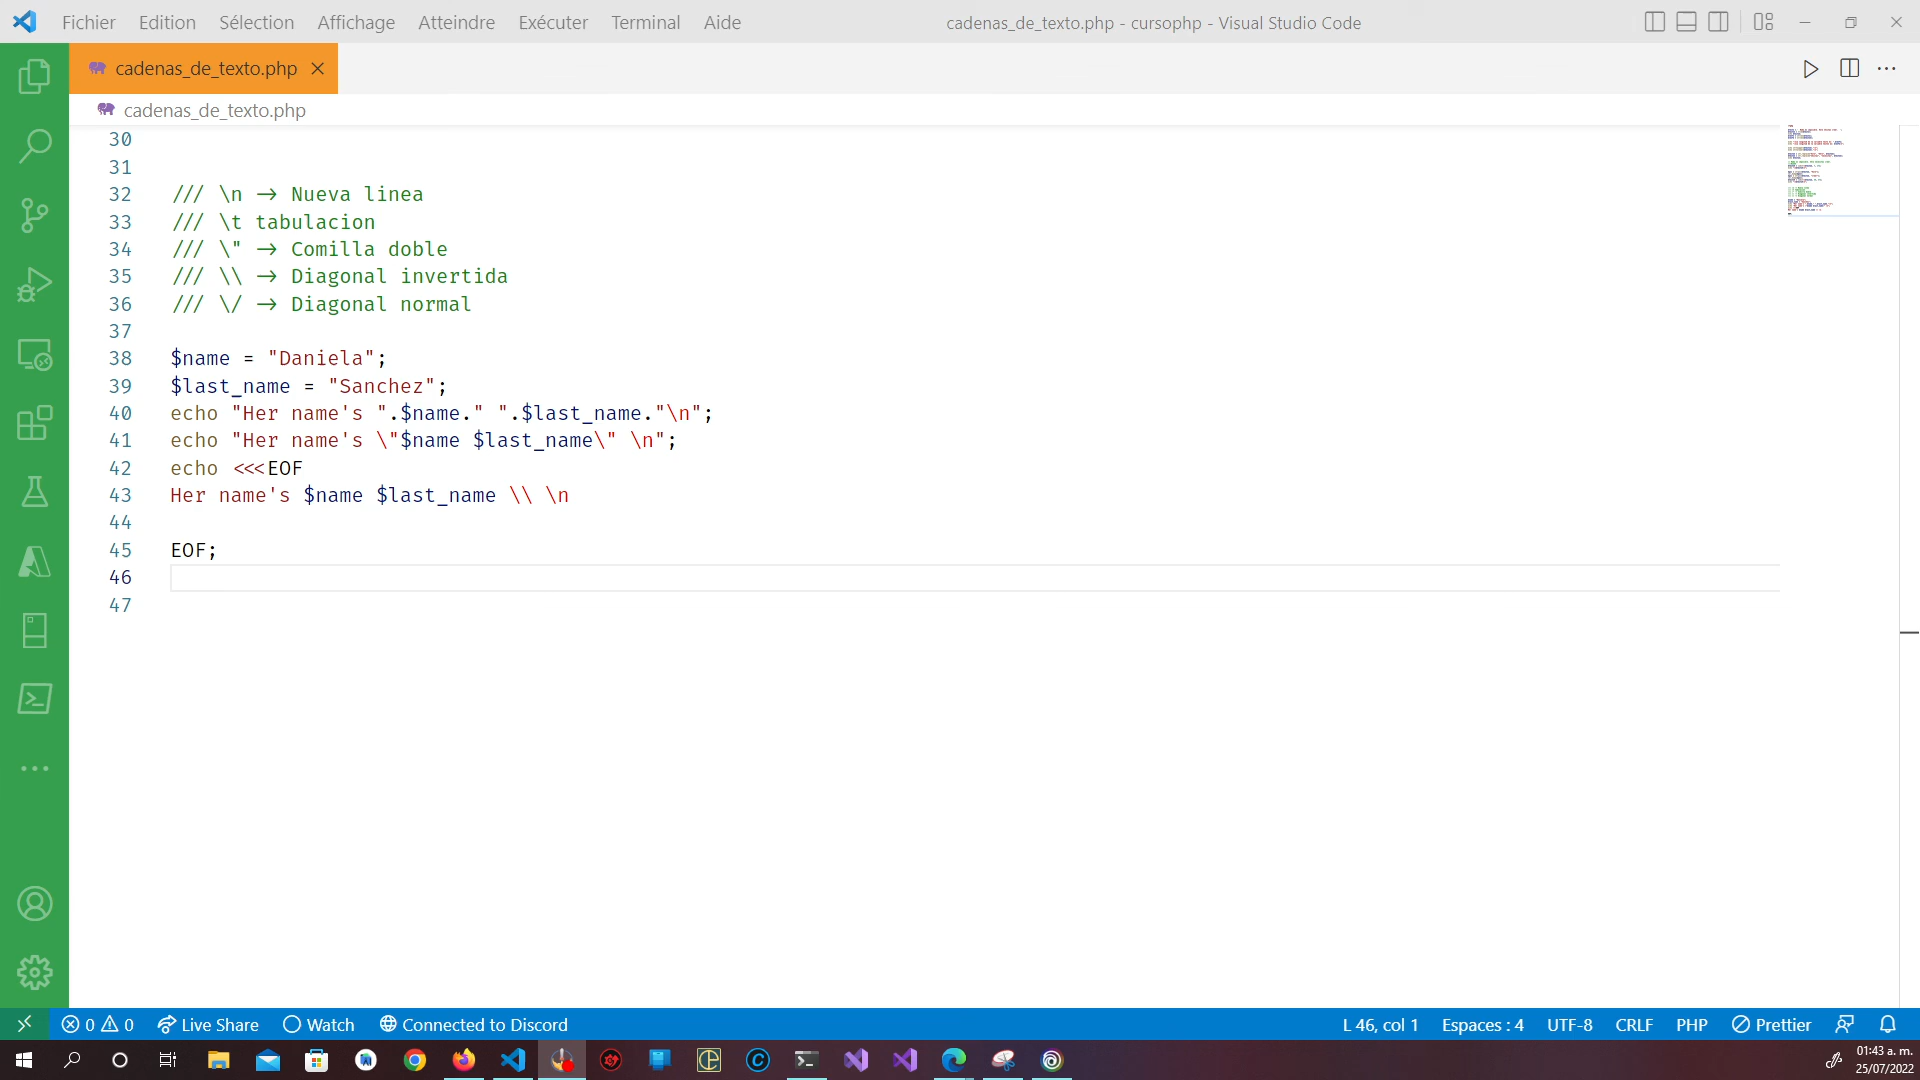 Fichier Edition Sélection Affichage Atteindre Exécuter Terminal Aide cadenas_de_texto.php - cursophp - Visual Studio Code
cadenas_de_texto.php
cadenas_de_texto.php
30
31
32 /// \n -> Nueva linea
33 /// \t tabulacion
34 /// \" -> Comilla doble
35 /// \\ -> Diagonal invertida
36 /// \/ -> Diagonal normal
37
38 $name = "Daniela";
39 $last_name = "Sanchez";
40 echo "Her name's ".$name." ".$last_name."\n";
41 echo "Her name's \"$name $last_name\" \n";
42 echo <<<EOF
43 Her name's $name $last_name \\ \n
44
45 EOF;
46
47
0 0 Live Share Watch Connected to Discord L 46, col 1 Espaces : 4 UTF-8 CRLF PHP Prettier
01:43 a. m.
25/07/2022